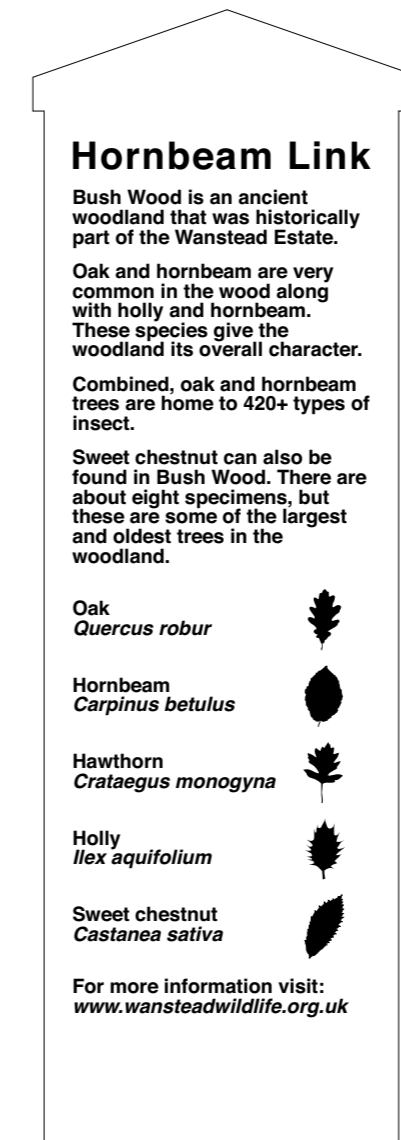 Hornbeam Link
Bush Wood is an ancient
woodland that was historically
part of the Wanstead Estate.
Oak and hornbeam are very
common in the wood along
with holly and hornbeam.
These species give the
woodland its overall character.
Combined, oak and hornbeam
trees are home to 420+ types of
insect.
Sweet chestnut can also be
found in Bush Wood. There are
about eight specimens, but
these are some of the largest
and oldest trees in the
woodland.
Oak
Quercus robur
Hornbeam
Carpinus betulus
Hawthorn
Crataegus monogyna
Holly
Ilex aquifolium
Sweet chestnut
Castanea sativa
For more information visit:
www.wansteadwildlife.org.uk